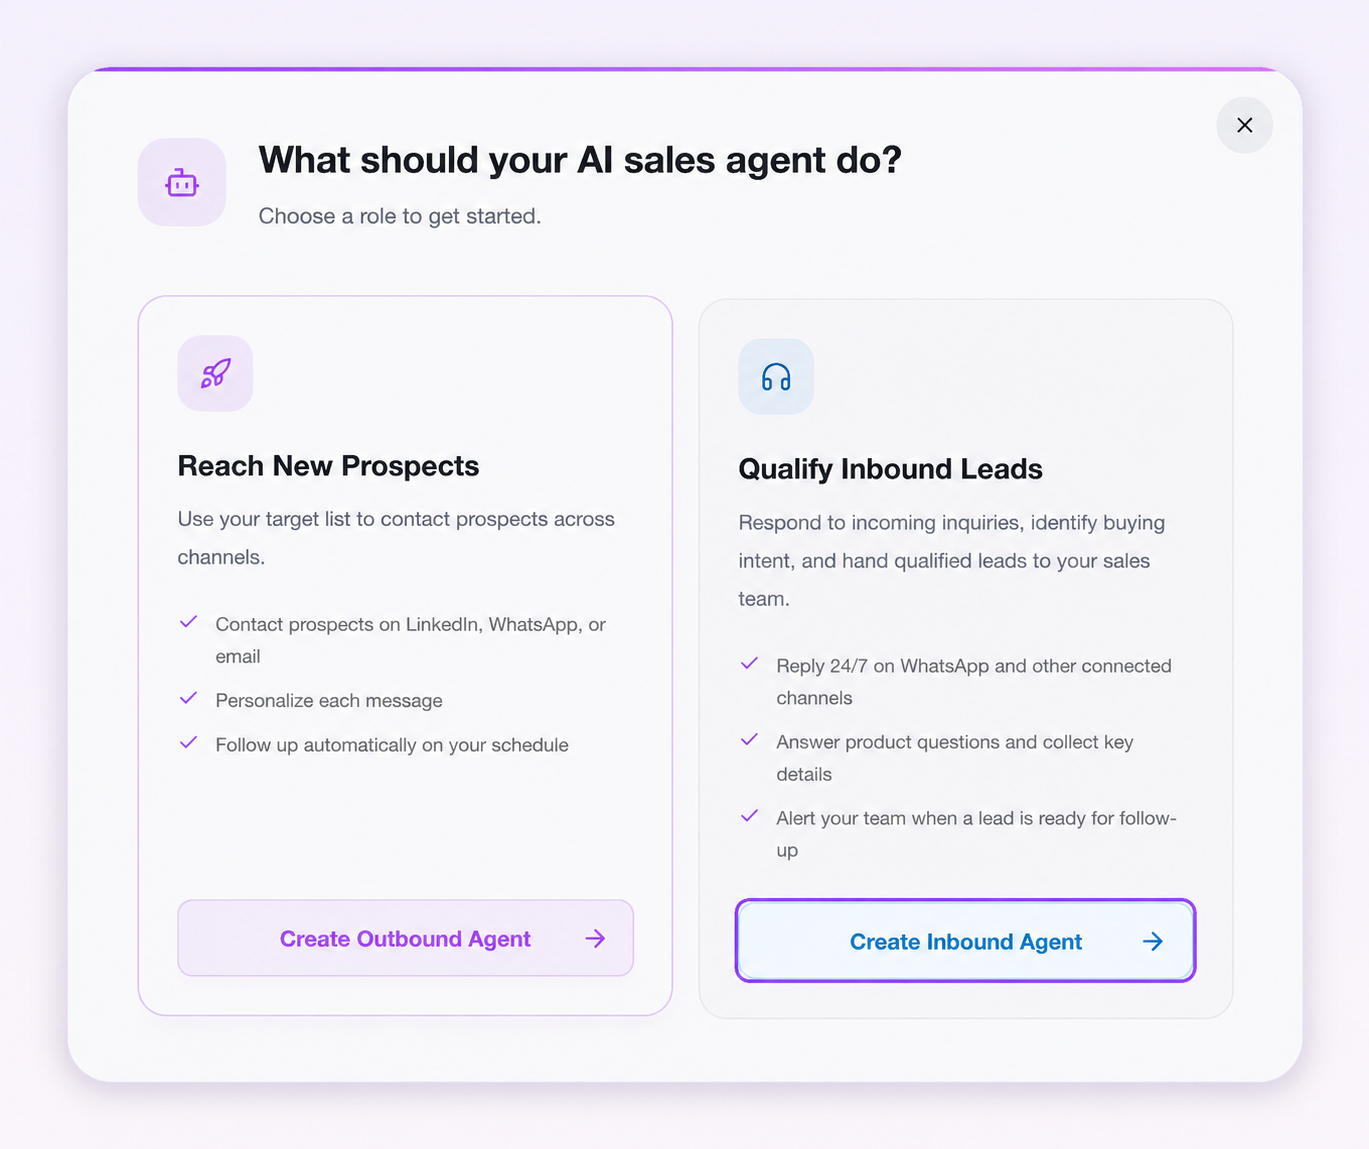 What should your AI sales agent do?
Choose a role to get started.
Reach New Prospects
Use your target list to contact prospects across
channels.
Contact prospects on LinkedIn, WhatsApp, or
email
Personalize each message
Follow up automatically on your schedule
Create Outbound Agent
Qualify Inbound Leads
Respond to incoming inquiries, identify buying
intent, and hand qualified leads to your sales
team.
Reply 24/7 on WhatsApp and other connected
channels
Answer product questions and collect key
details
Alert your team when a lead is ready for follow-
up
Create Inbound Agent